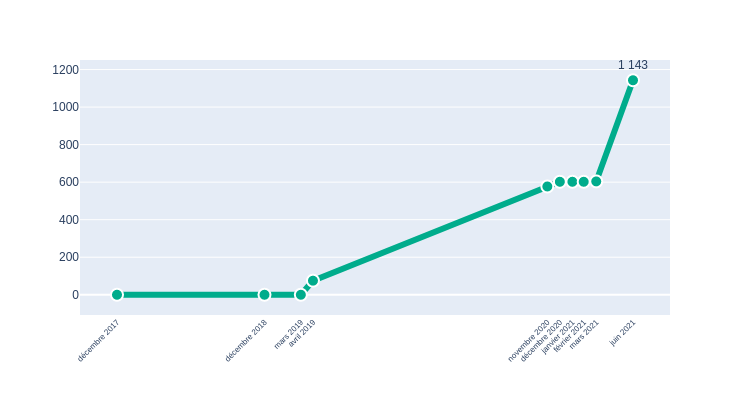 1 143
1200
1000
800
600
400
200
0
décembre 2017
décembre 2018
mars 2019
avril 2019
novembre 2020
décembre 2020
janvier 2021
février 2021
mars 2021
juin 2021